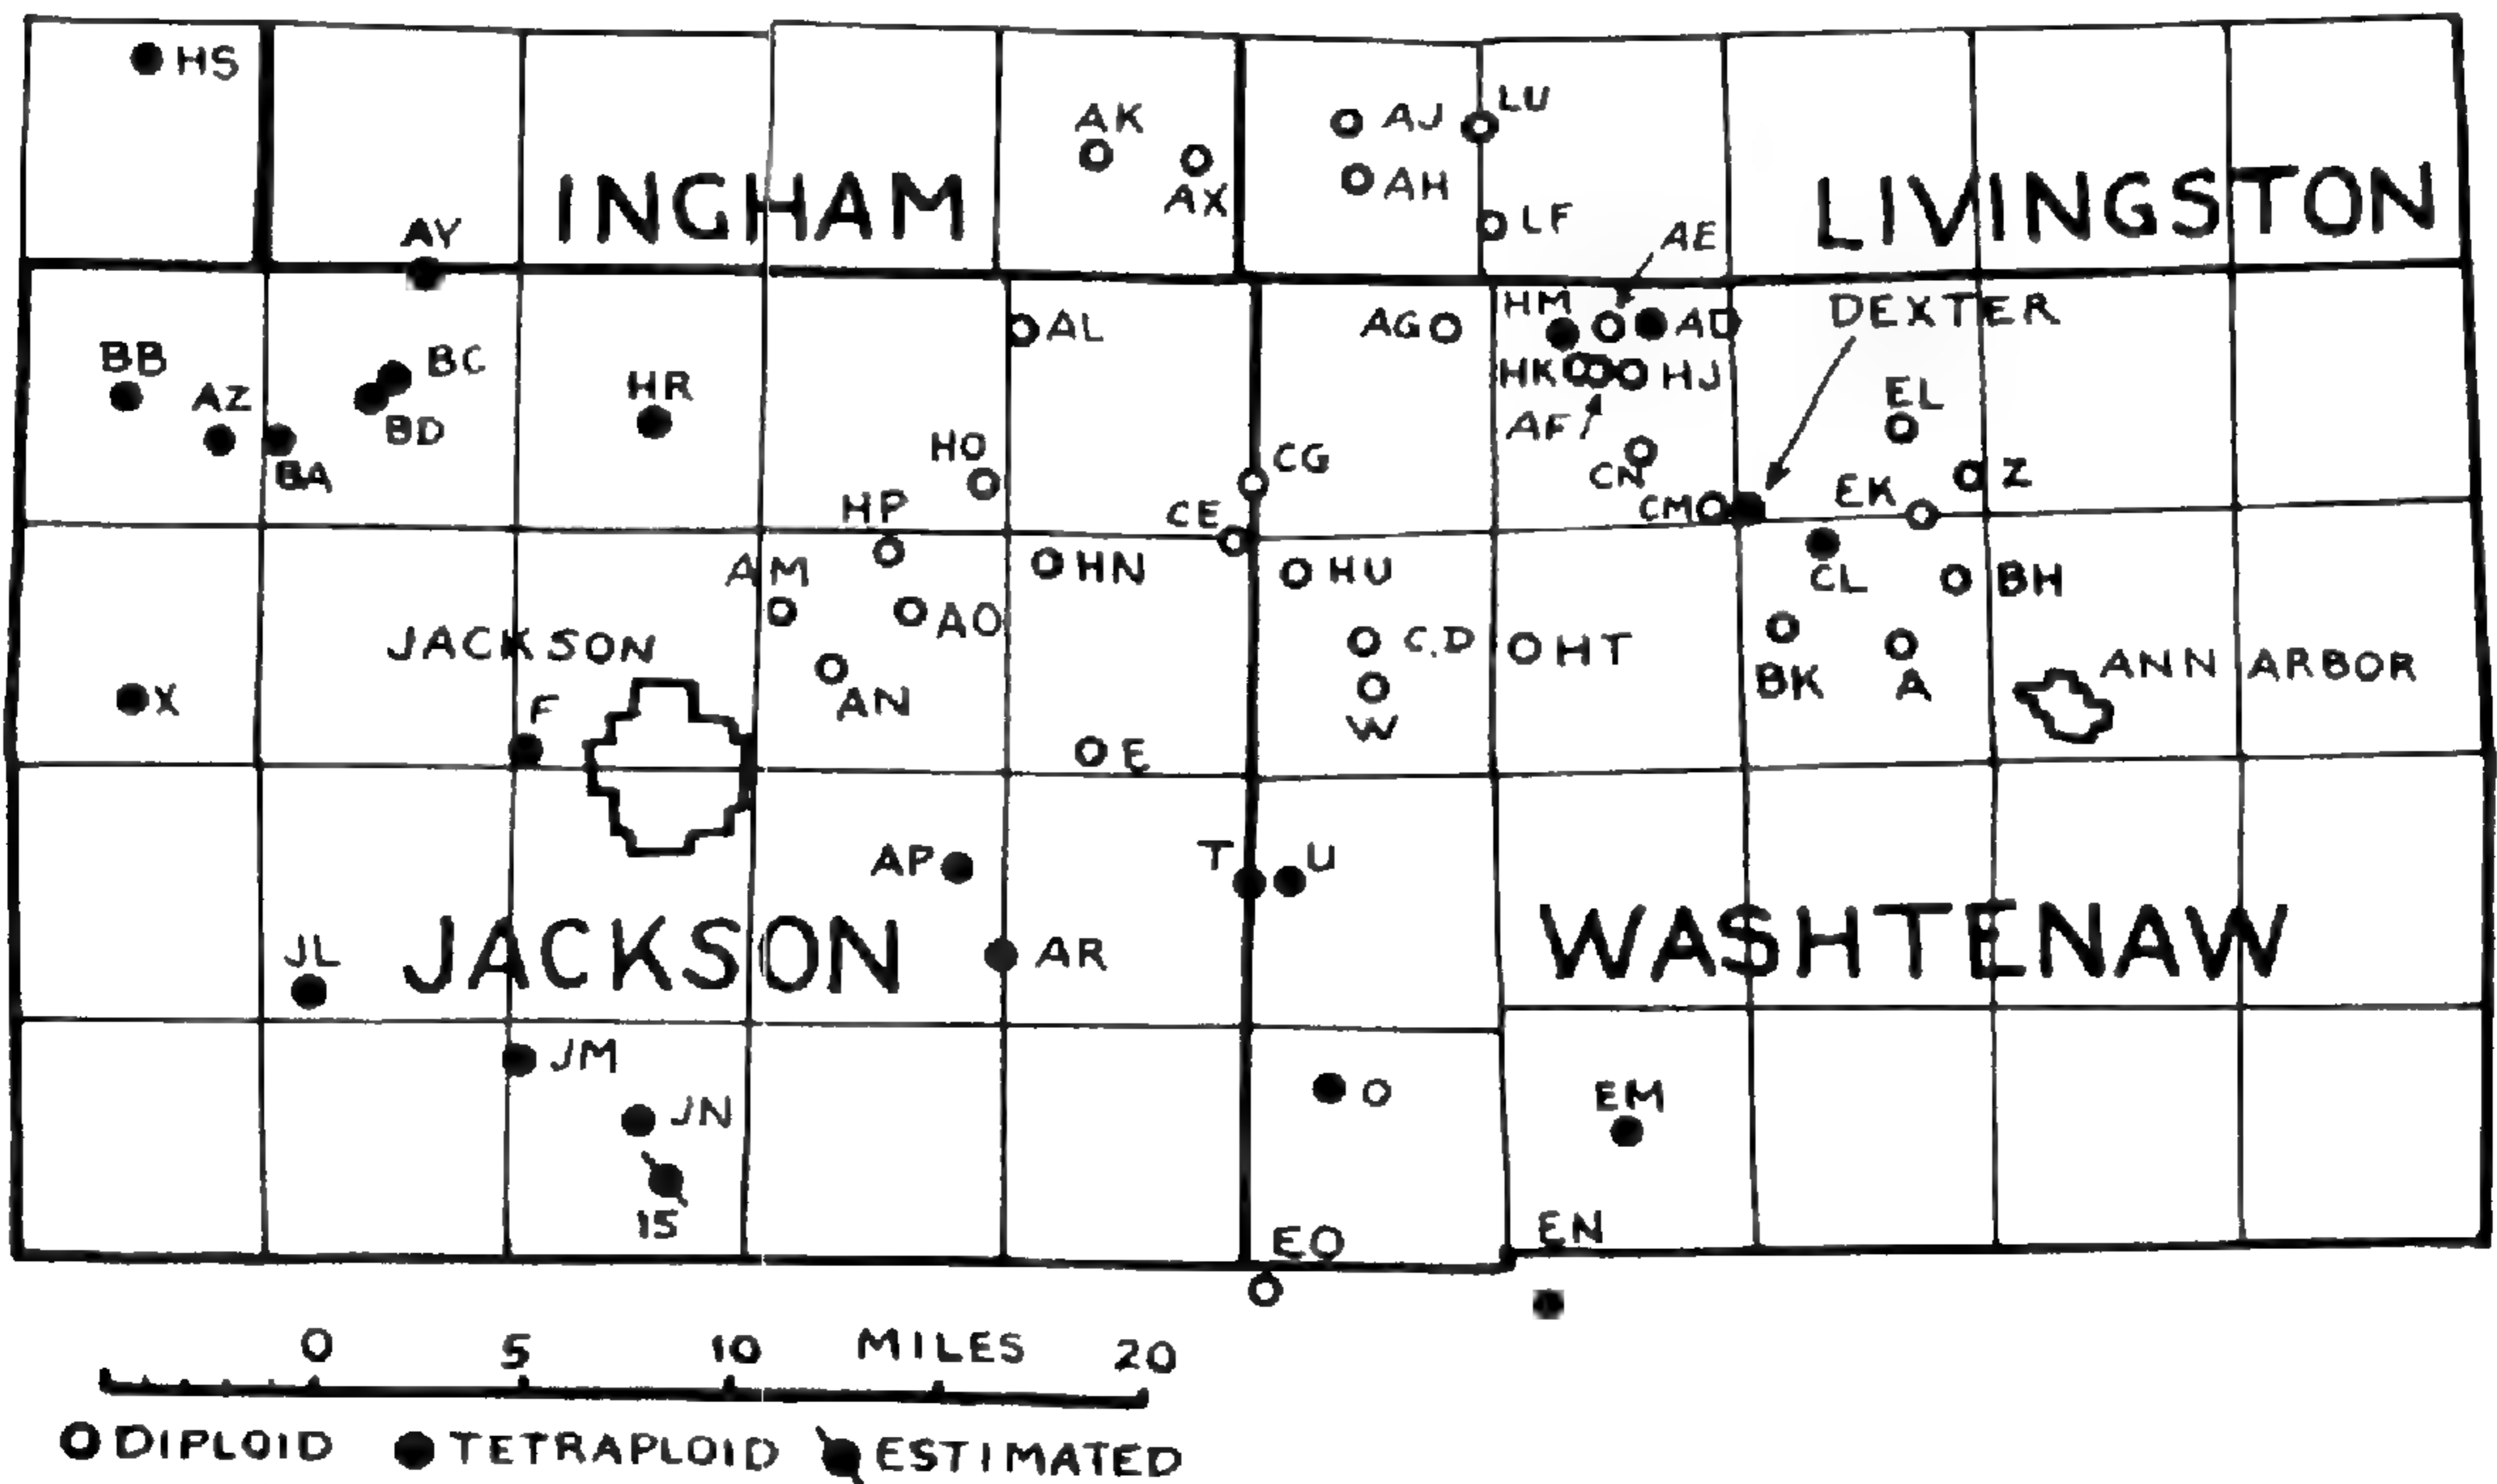 HS
AK
AJ
LU
AX
AH
INGHAM
LIVINGSTON
AY
LF
AE
HM
DEXTER
AL
AGO
AD
BB
BC
AZ
HR
HK
HJ
EL
BD
AF
HO
CG
BA
CN
Z
HP
CE
CM
EK
AM
HN
HU
CL
BH
AO
JACKSON
CD
HT
X
F
AN
W
BK
A
ANN ARBOR
E
AP
T
U
JL
JACKSON
AR
WASHTENAW
JM
JN
O
EM
IS
EO
EN
0 5 10 MILES 20
DIPLOID TETRAPLOID ESTIMATED